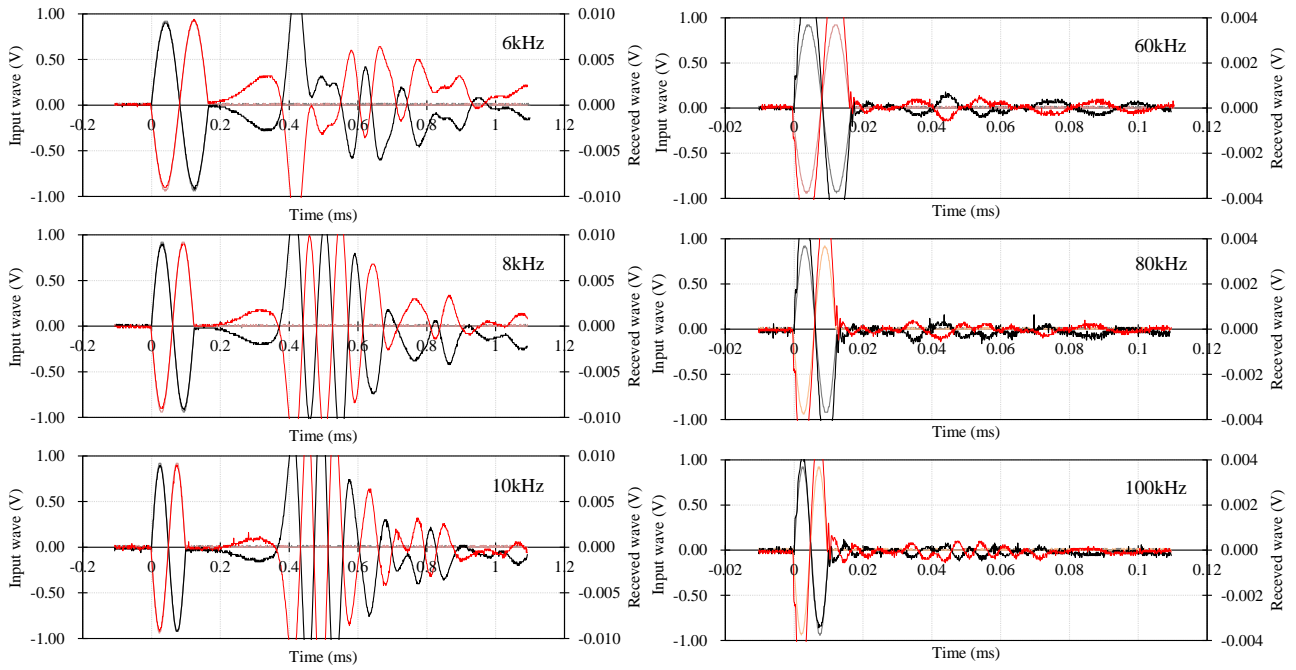 1.00 0.010
0.50 0.005
0.00 0.000
-0.50 -0.005
-1.00 -0.010
-0.2 0 0.2 0.4 0.6 0.8 1 1.2
Input wave (V)
Receved wave (V)
Time (ms)
6kHz
1.00 0.010
0.50 0.005
0.00 0.000
-0.50 -0.005
-1.00 -0.010
-0.2 0 0.2 0.4 0.6 0.8 1 1.2
Input wave (V)
Receved wave (V)
Time (ms)
8kHz
1.00 0.010
0.50 0.005
0.00 0.000
-0.50 -0.005
-1.00 -0.010
-0.2 0 0.2 0.4 0.6 0.8 1 1.2
Input wave (V)
Receved wave (V)
Time (ms)
10kHz
1.00 0.004
0.50 0.002
0.00 0.000
-0.50 -0.002
-1.00 -0.004
-0.02 0 0.02 0.04 0.06 0.08 0.1 0.12
Input wave (V)
Receved wave (V)
Time (ms)
60kHz
1.00 0.004
0.50 0.002
0.00 0.000
-0.50 -0.002
-1.00 -0.004
-0.02 0 0.02 0.04 0.06 0.08 0.1 0.12
Input wave (V)
Receved wave (V)
Time (ms)
80kHz
1.00 0.004
0.50 0.002
0.00 0.000
-0.50 -0.002
-1.00 -0.004
-0.02 0 0.02 0.04 0.06 0.08 0.1 0.12
Input wave (V)
Receved wave (V)
Time (ms)
100kHz